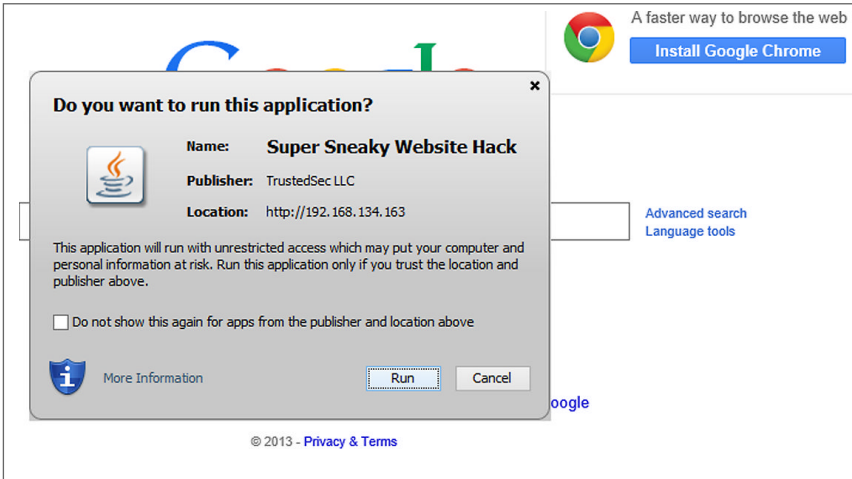 A faster way to browse the web
Install Google Chrome
Do you want to run this application?
Name: Super Sneaky Website Hack
Publisher: TrustedSec LLC
Location: http://192.168.134.163
Advanced search
Language tools
This application will run with unrestricted access which may put your computer and
personal information at risk. Run this application only if you trust the location and
publisher above.
Do not show this again for apps from the publisher and location above
More Information
Run
Cancel
oogle
© 2013 - Privacy & Terms